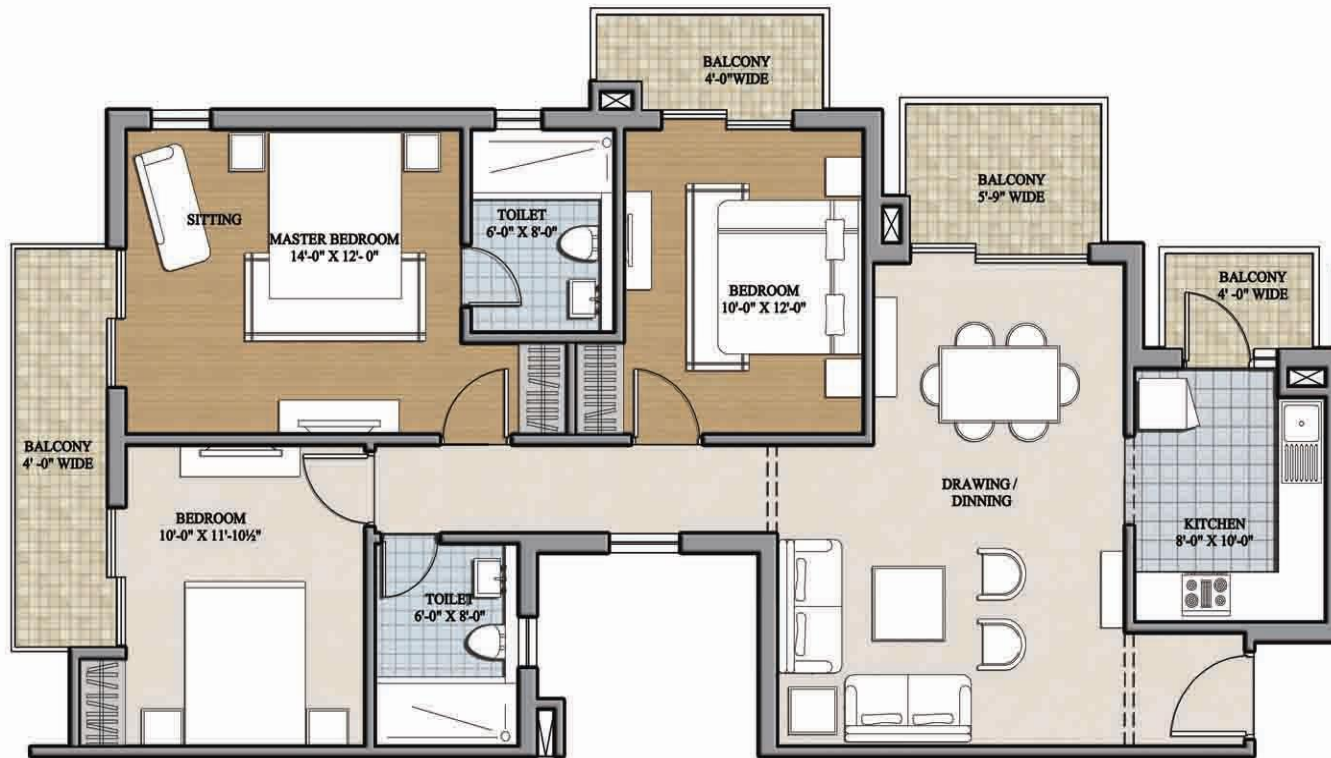 BALCONY
4'-0"WIDE
BALCONY
5'-9" WIDE
TOILET
6'-0" X 8'-0"
SITTING
MASTER BEDROOM
14'-0" X 12'- 0"
BALCONY
4' -0" WIDE
BEDROOM
10'-0" X 12'-0"
BALCONY
4' -0" WIDE
DRAWING /
DINNING
BEDROOM
10'-0" X 11'-10½"
KITCHEN
8'-0" X 10'-0"
TOILET
6'-0" X 8'-0"